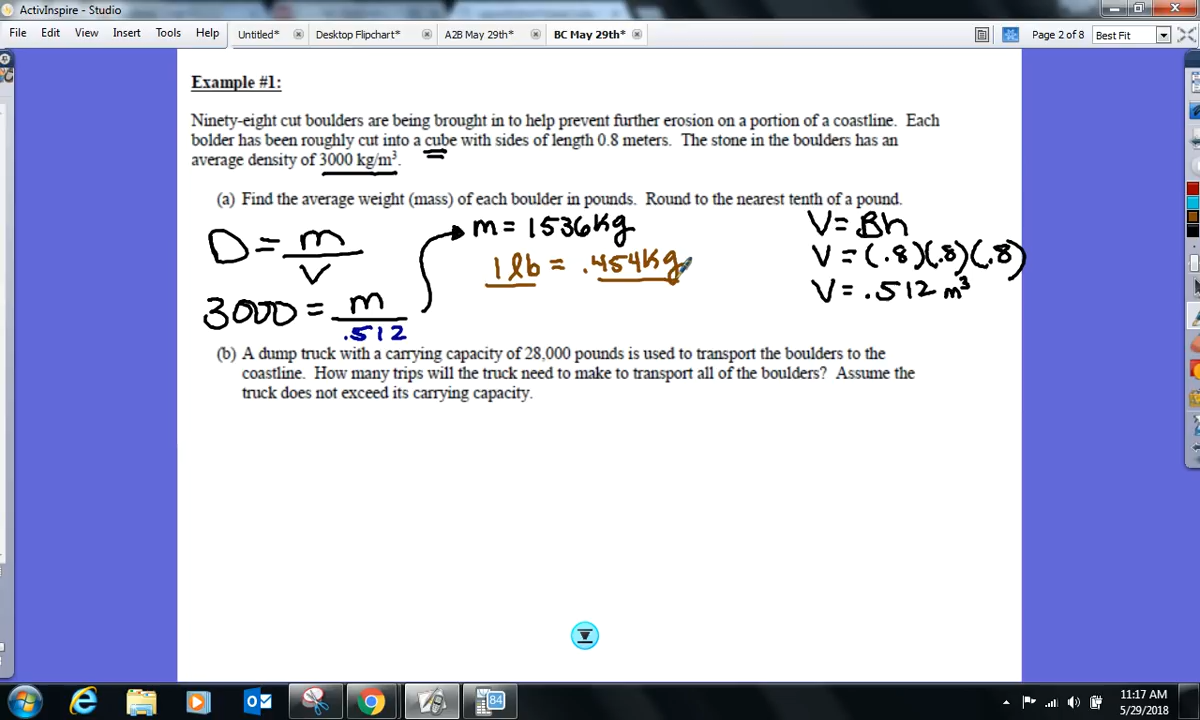 ActivInspire - Studio
File Edit View Insert Tools Help Untitled* Desktop Flipchart* A2B May 29th* BC May 29th* Page 2 of 8 Best Fit
Example #1:
Ninety-eight cut boulders are being brought in to help prevent further erosion on a portion of a coastline. Each
bolder has been roughly cut into a cube with sides of length 0.8 meters. The stone in the boulders has an
average density of 3000 kg/m³.
(a) Find the average weight (mass) of each boulder in pounds. Round to the nearest tenth of a pound.
D = m/V
3000 = m/.512
m = 1536 Kg
1 lb = .454 Kg
V = Bh
V = (.8)(.8)(.8)
V = .512 m³
(b) A dump truck with a carrying capacity of 28,000 pounds is used to transport the boulders to the
coastline. How many trips will the truck need to make to transport all of the boulders? Assume the
truck does not exceed its carrying capacity.
84
11:17 AM
5/29/2018